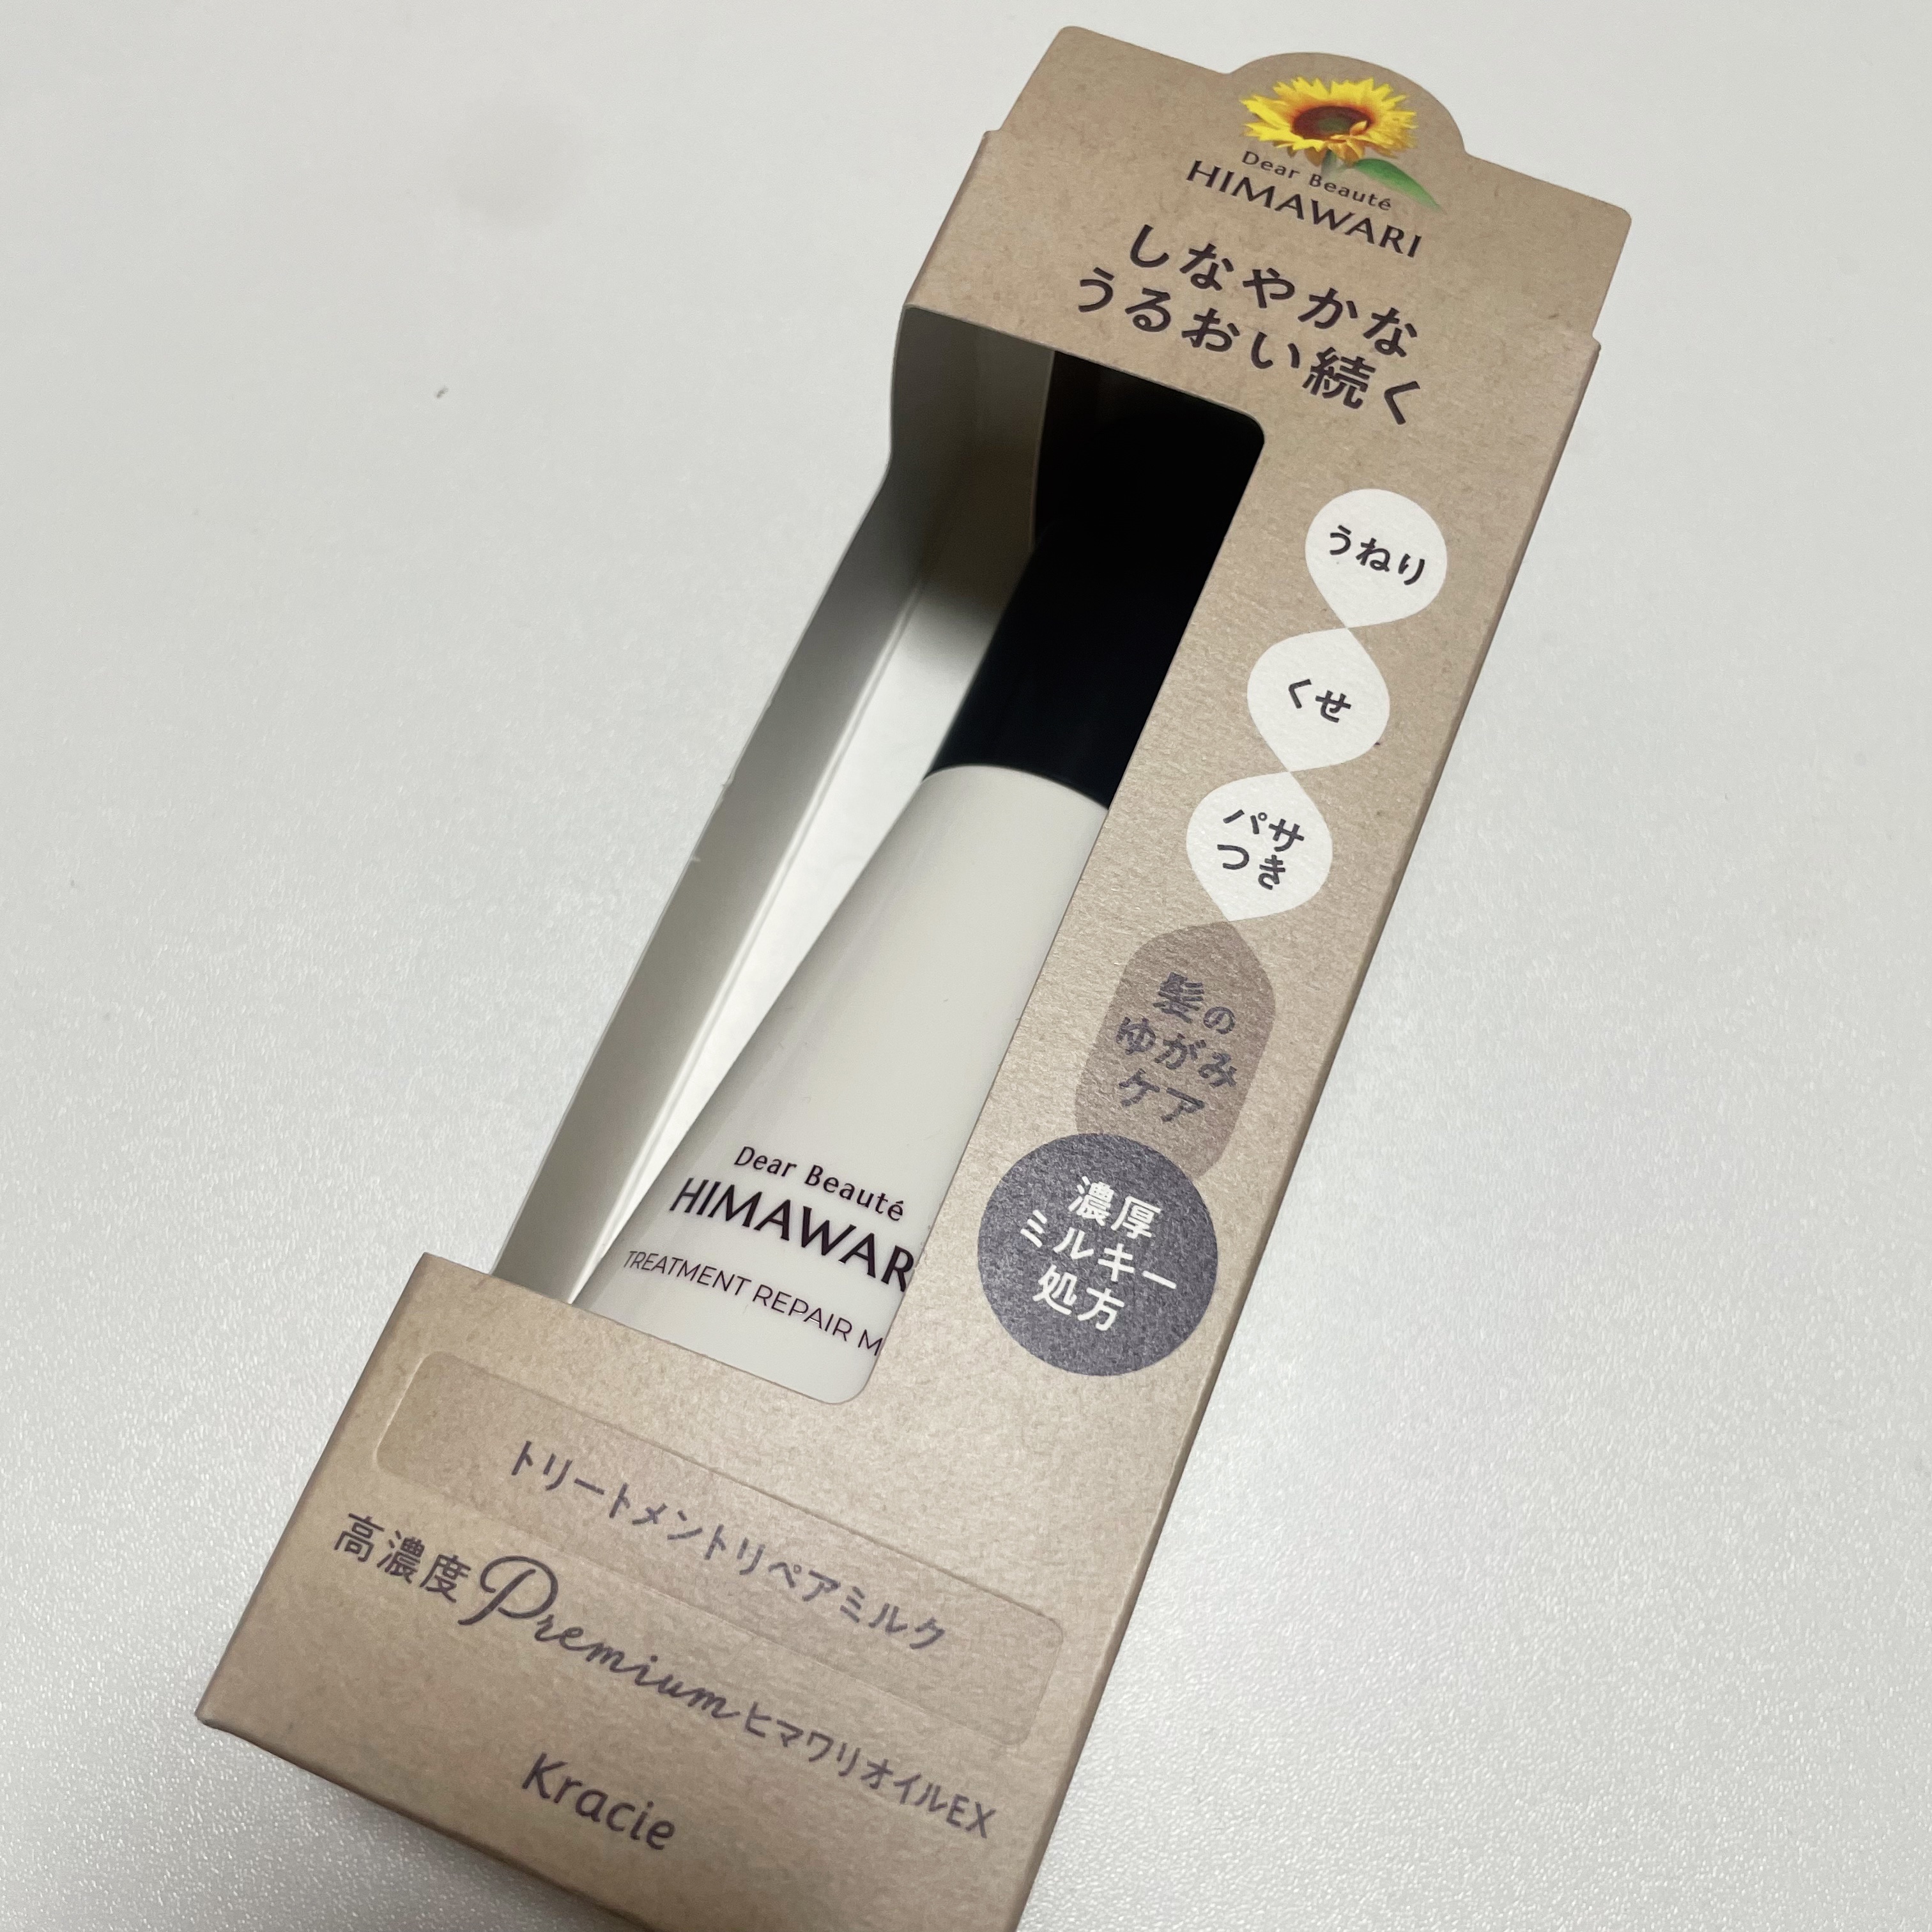 Dear Beauté
HIMAWARI
しなやかな
うるおい続く
うねり
くせ
パサ
つき
髪の
ゆがみ
ケア
濃厚
ミルキー
処方
Dear Beauté
HIMAWAR
TREATMENT REPAIR M
トリートメントリペアミルク
高濃度PremiumヒマワリオイルEX
Kracie